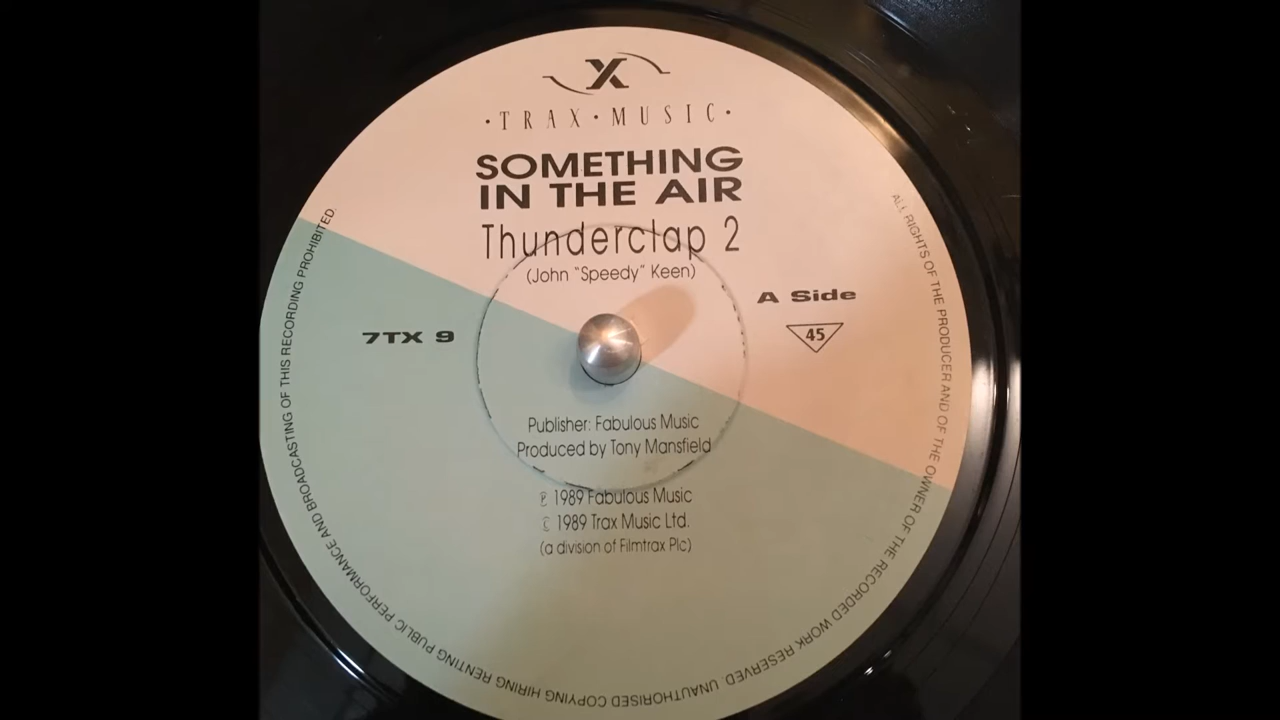 X
·TRAX·MUSIC·
SOMETHING
IN THE AIR
Thunderclap 2
(John "Speedy" Keen)
A Side
45
7TX 9
Publisher: Fabulous Music
Produced by Tony Mansfield
℗ 1989 Fabulous Music
© 1989 Trax Music Ltd.
(a division of Filmtrax Plc)
ALL RIGHTS OF THE PRODUCER AND OF THE OWNER OF THE RECORDED WORK RESERVED. UNAUTHORISED COPYING HIRING RENTING PUBLIC PERFORMANCE AND BROADCASTING OF THIS RECORDING PROHIBITED.